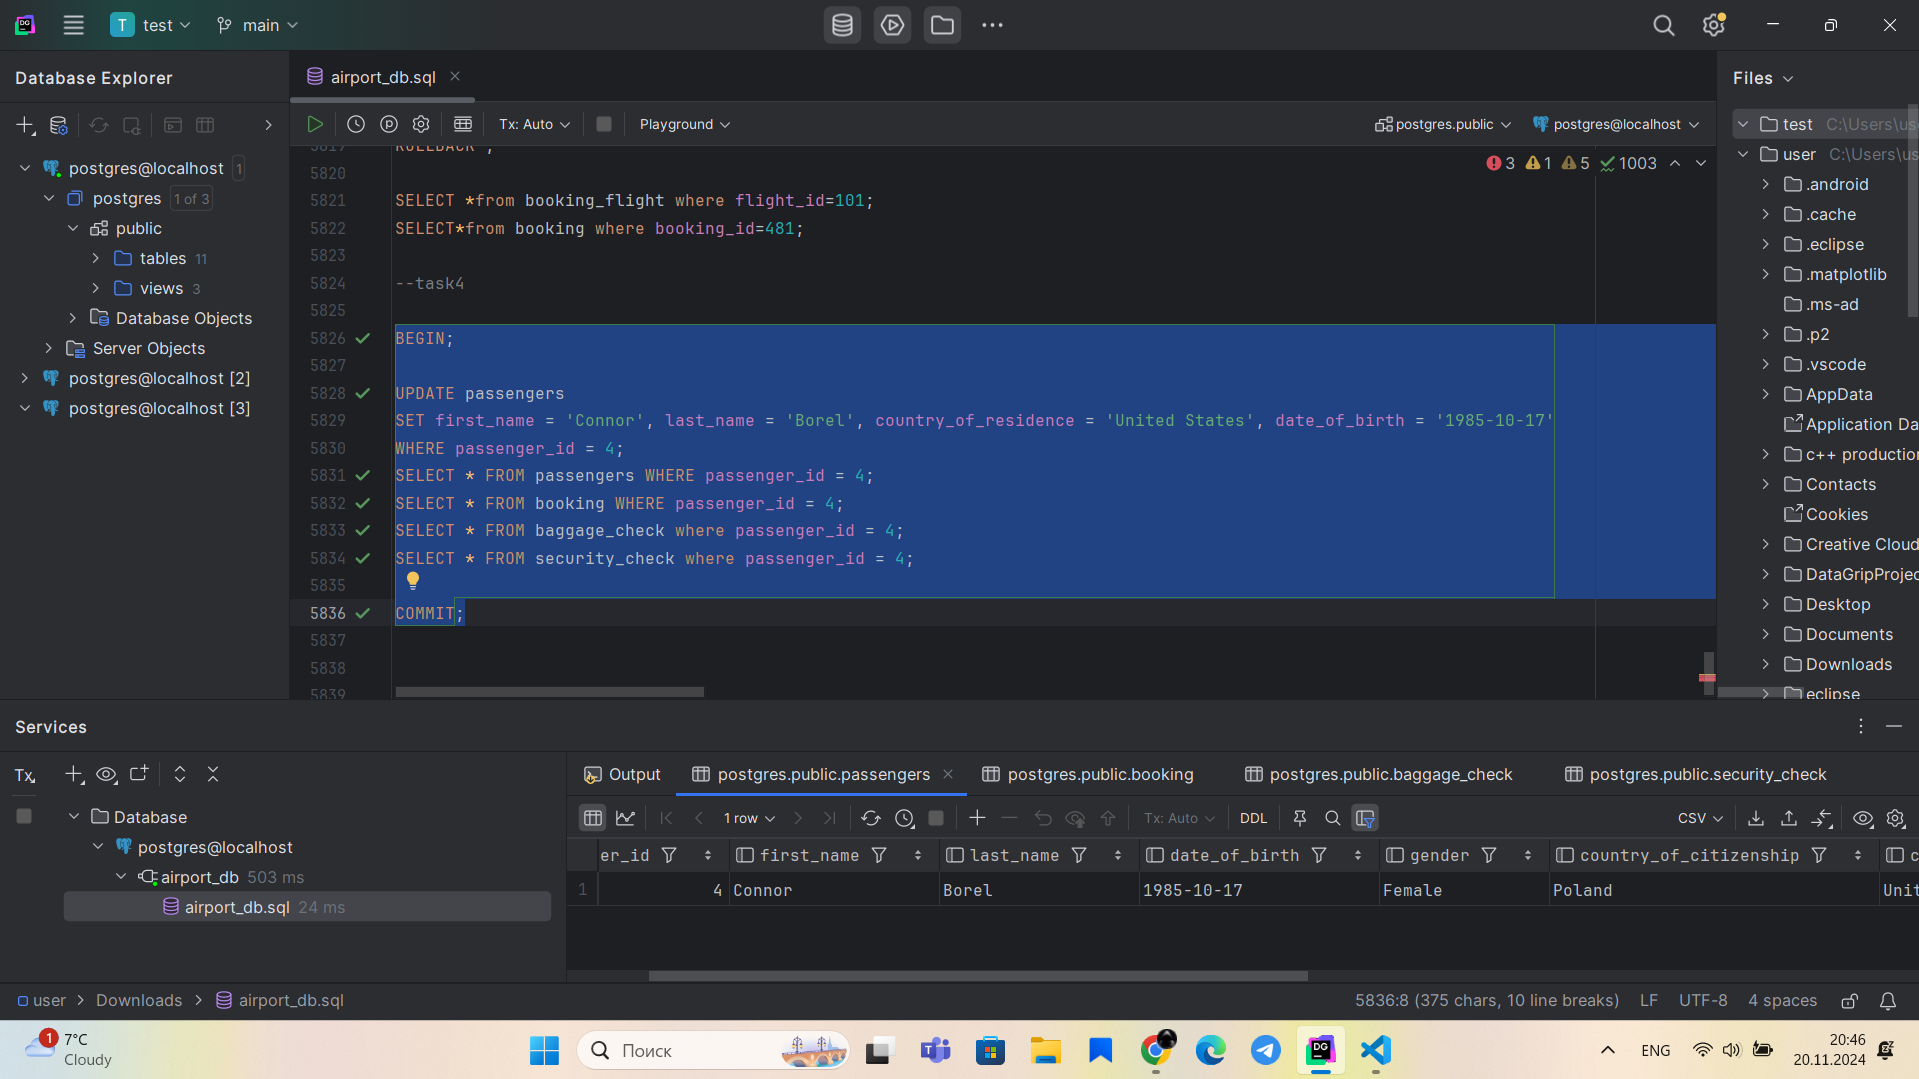 DG
T test
main
Database Explorer
airport_db.sql
Files
Tx: Auto
Playground
postgres.public
postgres@localhost
test C:\Users\us
user C:\Users\us
.android
.cache
.eclipse
.matplotlib
.ms-ad
.p2
.vscode
AppData
Application Da
c++ production
Contacts
Cookies
Creative Cloud
DataGripProjec
Desktop
Documents
Downloads
eclipse
postgres@localhost 1
postgres 1 of 3
public
tables 11
views 3
Database Objects
Server Objects
postgres@localhost [2]
postgres@localhost [3]
3 1 5 1003
5819 ROLLBACK ;
5820
5821 SELECT *from booking_flight where flight_id=101;
5822 SELECT*from booking where booking_id=481;
5823
5824 --task4
5825
5826 BEGIN;
5827
5828 UPDATE passengers
5829 SET first_name = 'Connor', last_name = 'Borel', country_of_residence = 'United States', date_of_birth = '1985-10-17'
5830 WHERE passenger_id = 4;
5831 SELECT * FROM passengers WHERE passenger_id = 4;
5832 SELECT * FROM booking WHERE passenger_id = 4;
5833 SELECT * FROM baggage_check where passenger_id = 4;
5834 SELECT * FROM security_check where passenger_id = 4;
5835
5836 COMMIT;
5837
5838
5839
Services
Tx
Database
postgres@localhost
airport_db 503 ms
airport_db.sql 24 ms
Output
postgres.public.passengers
postgres.public.booking
postgres.public.baggage_check
postgres.public.security_check
1 row
Tx: Auto
DDL
CSV
er_id first_name last_name date_of_birth gender country_of_citizenship c
1 4 Connor Borel 1985-10-17 Female Poland Unit
user > Downloads > airport_db.sql
5836:8 (375 chars, 10 line breaks) LF UTF-8 4 spaces
1
7°C
Cloudy
Поиск
DG
ENG
20:46
20.11.2024